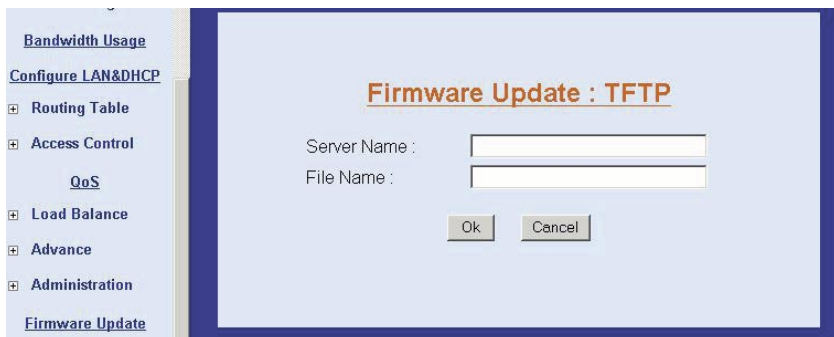 Bandwidth Usage
Configure LAN&DHCP
Routing Table
Access Control
QoS
Load Balance
Advance
Administration
Firmware Update
Firmware Update : TFTP
Server Name :
File Name :
Ok Cancel